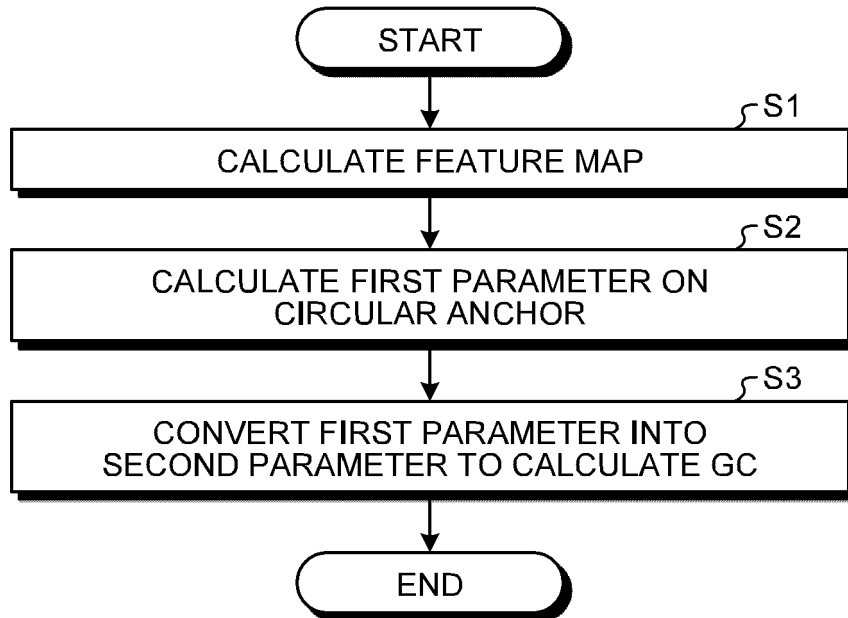 START
S1
CALCULATE FEATURE MAP
S2
CALCULATE FIRST PARAMETER ON
CIRCULAR ANCHOR
S3
CONVERT FIRST PARAMETER INTO
SECOND PARAMETER TO CALCULATE GC
END